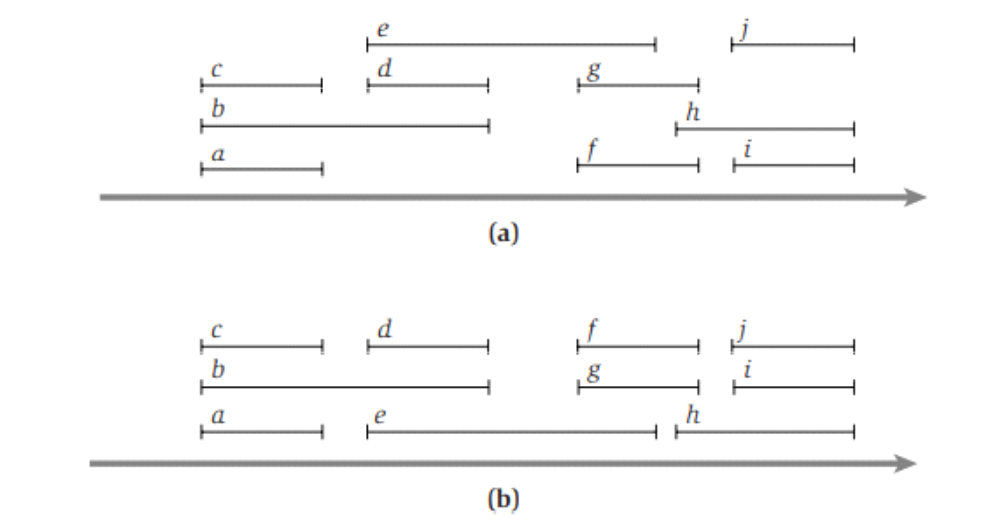 e j
c d g
b h
a f i
(a)
c d f j
b g i
a e h
(b)